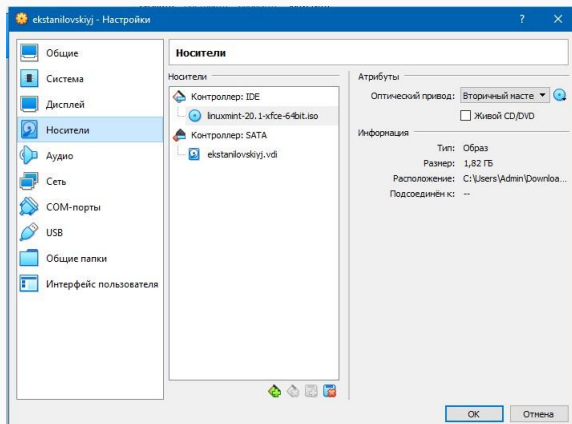 ekstanilovskiyj - Настройки
Общие
Система
Дисплей
Носители
Аудио
Сеть
COM-порты
USB
Общие папки
Интерфейс пользователя
Носители
Носители
Контроллер: IDE
linuxmint-20.1-xfce-64bit.iso
Контроллер: SATA
ekstanilovskiyj.vdi
Атрибуты
Оптический привод: Вторичный масте
Живой CD/DVD
Информация
Тип: Образ
Размер: 1,82 ГБ
Расположение: C:\Users\Admin\Downloa...
Подсоединён к: --
OK
Отмена